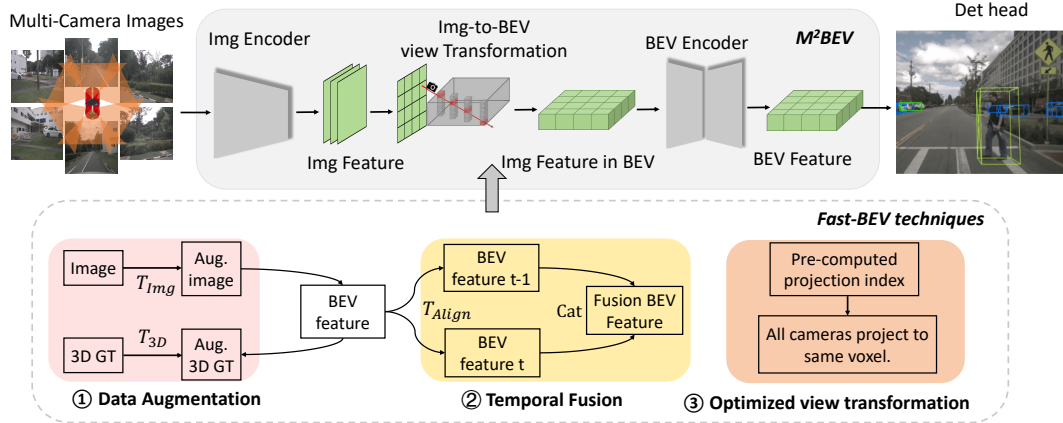 Multi-Camera Images
Img Encoder
Img-to-BEV
view Transformation
BEV Encoder
M²BEV
Det head
Img Feature
Img Feature in BEV
BEV Feature
Fast-BEV techniques
Image
T_Img
Aug.
image
3D GT
T_3D
Aug.
3D GT
BEV
feature
T_Align
BEV
feature t-1
BEV
feature t
Cat
Fusion BEV
Feature
Pre-computed
projection index
All cameras project to
same voxel.
① Data Augmentation
② Temporal Fusion
③ Optimized view transformation